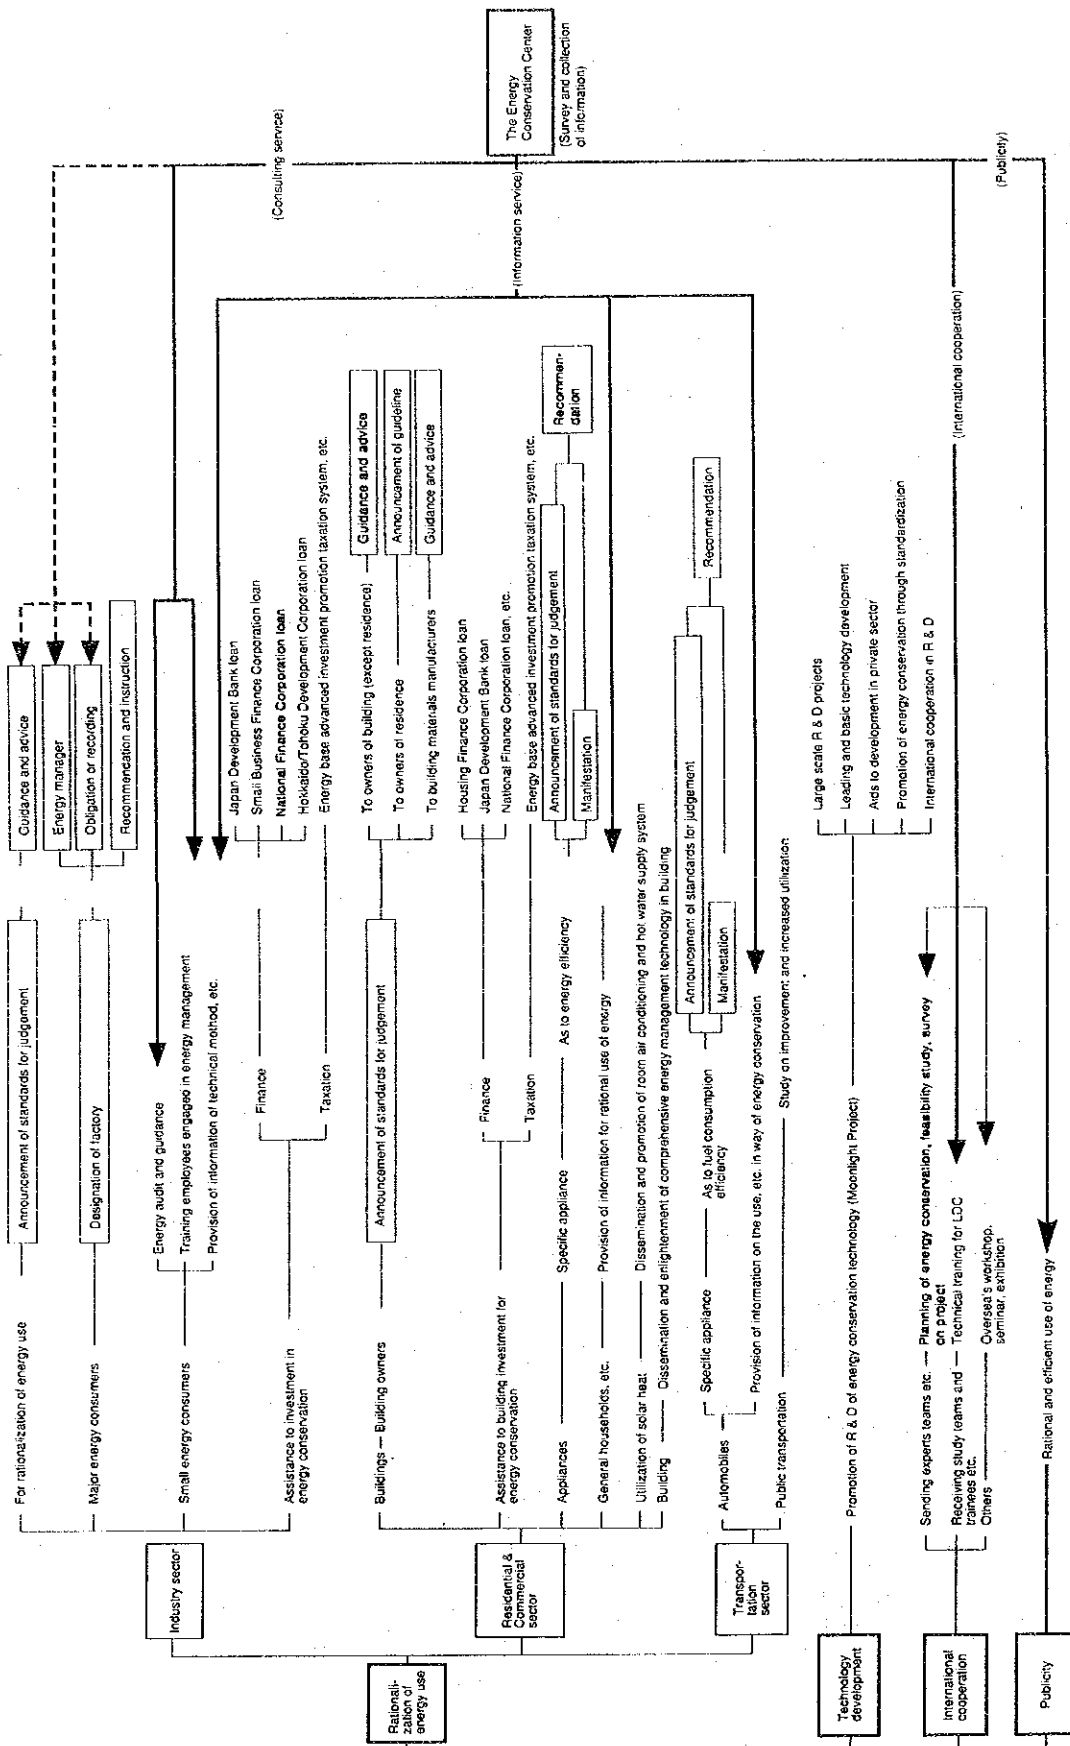 Rationali-
zation of
energy use
Industry sector
For rationalization of energy use
Announcement of standards for judgement
Guidance and advice
Major energy consumers
Designation of factory
Energy manager
Obligation or recording
Recommencation and instruction
Small energy consumers
Energy audit and guidance
Training employees engaged in energy management
Provision of information of technical method, etc.
Assistance to investment in
energy conservation
Finance
Japan Development Bank loan
Small Business Finance Corporation loan
National Finance Corporation loan
Hokkaido/Tohoku Development Corporation loan
Taxation
Energy base advanced investment promotion taxation system, etc.
Residential &
Commercial
sector
Buildings — Building owners
Announcement of standards for judgement
To owners of building (except residence)
Guidance and advice
To owners of residence
Announcement of guideline
To building materials manufacturers
Guidance and advice
Assistance to building investment for
energy conservation
Finance
Housing Finance Corporation loan
Japan Development Bank loan
National Finance Corporation loan, etc.
Taxation
Energy base advanced investment promotion taxation system, etc.
Appliances
Specific appliance
As to energy efficiency
Announcement of standards for judgement
Manifestation
Recommen-
dation
General households, etc.
Provision of information for rational use of energy
Utilization of solar heat
Dissemination and promotion of room air conditioning and hot water supply system
Building
Dissemination and enlightenment of comprehensive energy management technology in building
Transpor-
tation
sector
Automobiles
Specific appliance
As to fuel consumption
efficiency
Announcement of standards for judgement
Manifestation
Recommendation
Provision of information on the use, etc. in way of energy conservation
Public transportation
Study on improvement and increased utilization
Technology
development
Promotion of R & D of energy conservation technology (Moonlight Project)
Large scale R & D projects
Leading and basic technology development
Aids to development in private sector
Promotion of energy conservation through standardization
International cooperation in R & D
International
cooperation
Sending experts teams etc.
Planning of energy conservation, feasibility study, survey
on project
Receiving study teams and
trainees etc.
Technical training for LDC
Others
Oversea's workshop,
seminar, exhibition
Publicity
Rational and efficient use of energy
The Energy
Conservation Center
(Survey and collection
of information)
(Consulting service)
(Information service)
(International cooperation)
(Publicity)